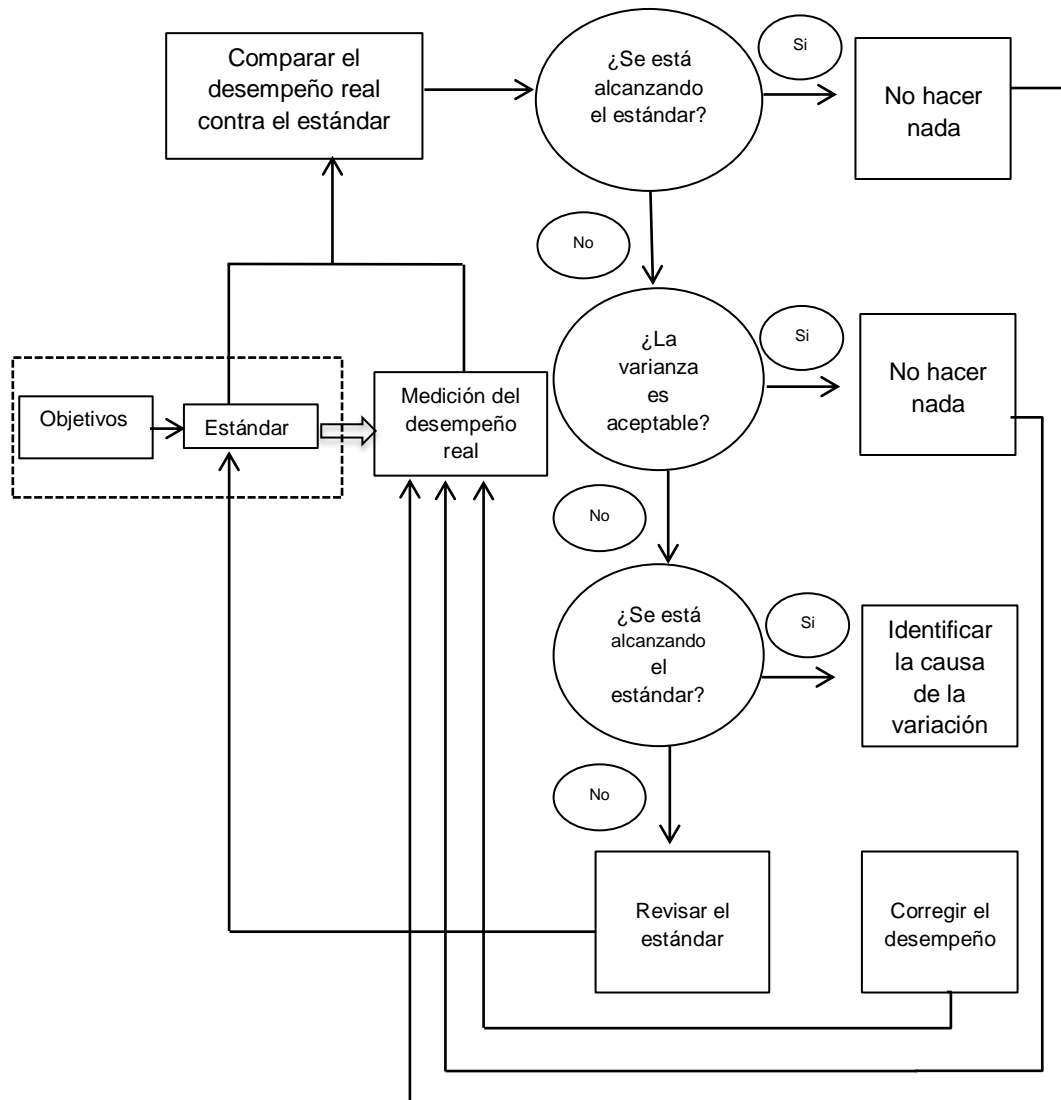 Comparar el
desempeño real
contra el estándar
¿Se está
alcanzando
el estándar?
Si
No hacer
nada
No
¿La
varianza
es
aceptable?
Si
No hacer
nada
Objetivos
Estándar
Medición del
desempeño
real
No
¿Se está
alcanzando
el
estándar?
Si
Identificar
la causa
de la
variación
No
Revisar el
estándar
Corregir el
desempeño